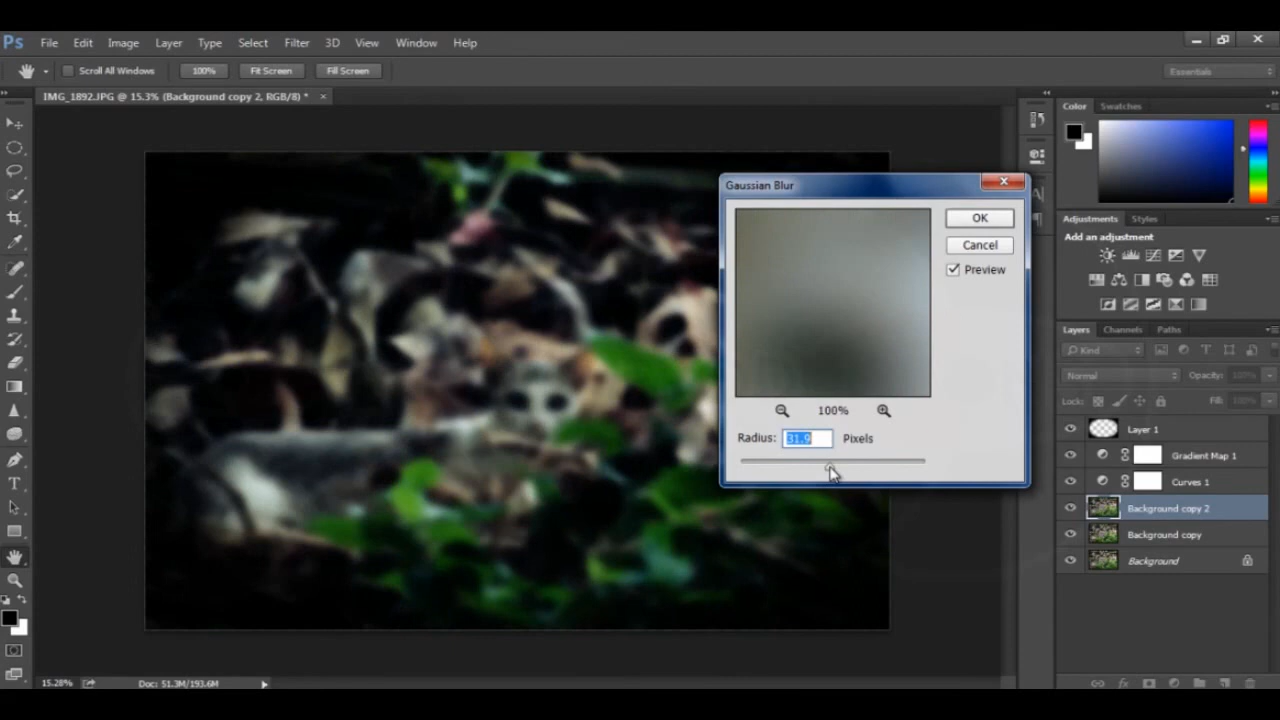 Ps File Edit Image Layer Type Select Filter 3D View Window Help
Scroll All Windows 100% Fit Screen Fill Screen Essentials
IMG_1892.JPG @ 15.3% (Background copy 2, RGB/8) * ×
Color Swatches
Gaussian Blur
OK
Cancel
Preview
100%
Radius: 31.9 Pixels
Adjustments Styles
Add an adjustment
Layers Channels Paths
Kind
Normal Opacity: 100%
Lock: Fill: 100%
Layer 1
Gradient Map 1
Curves 1
Background copy 2
Background copy
Background
15.28% Doc: 51.3M/193.6M